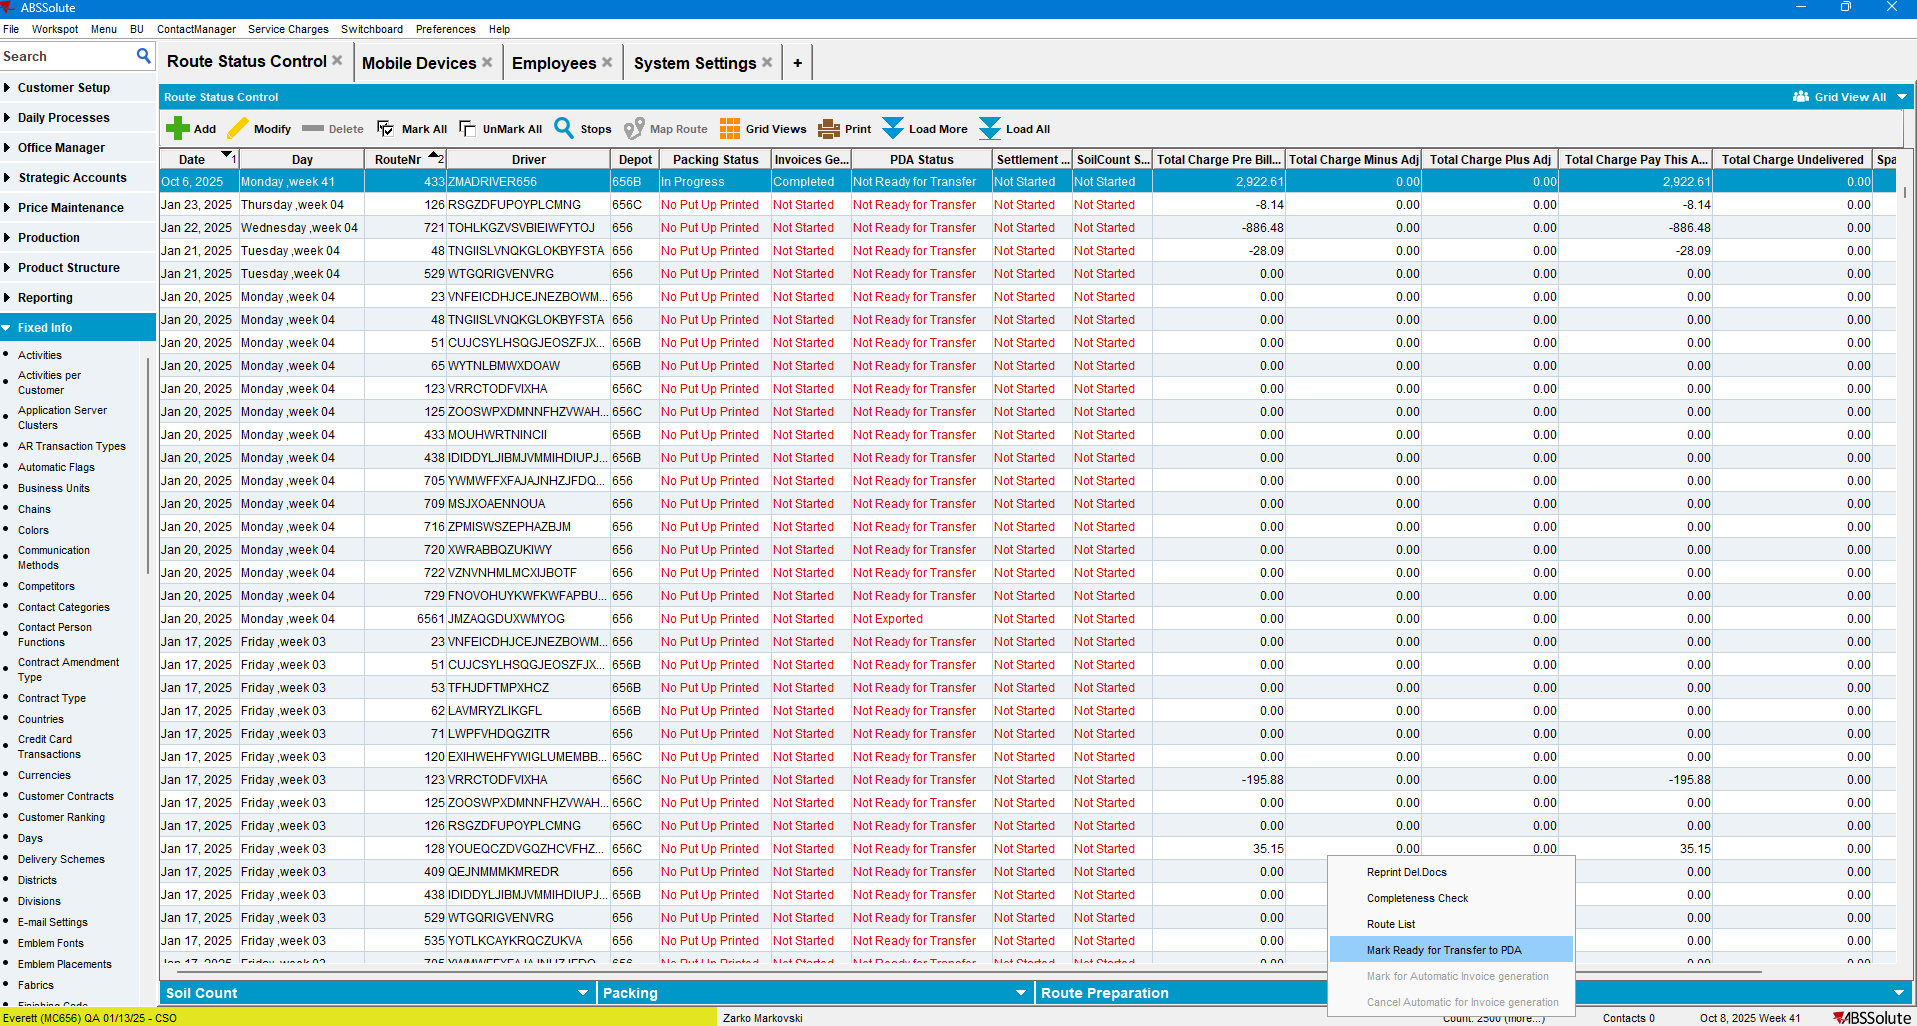 ABSSolute
File Workspot Menu BU ContactManager Service Charges Switchboard Preferences Help
Search
Route Status Control Mobile Devices Employees System Settings +
Route Status Control Grid View All
Add Modify Delete Mark All UnMark All Stops Map Route Grid Views Print Load More Load All
Customer Setup
Daily Processes
Office Manager
Strategic Accounts
Price Maintenance
Production
Product Structure
Reporting
Fixed Info
Activities
Activities per
Customer
Application Server
Clusters
AR Transaction Types
Automatic Flags
Business Units
Chains
Colors
Communication
Methods
Competitors
Contact Categories
Contact Person
Functions
Contract Amendment
Type
Contract Type
Countries
Credit Card
Transactions
Currencies
Customer Contracts
Customer Ranking
Days
Delivery Schemes
Districts
Divisions
E-mail Settings
Emblem Fonts
Emblem Placements
Fabrics
Finishing Code
Date 1 Day RouteNr 2 Driver Depot Packing Status Invoices Ge... PDA Status Settlement ... SoilCount S... Total Charge Pre Bill... Total Charge Minus Adj Total Charge Plus Adj Total Charge Pay This A... Total Charge Undelivered Spa
Oct 6, 2025 Monday ,week 41 433 ZMADRIVER656 656B In Progress Completed Not Ready for Transfer Not Started Not Started 2,922.61 0.00 0.00 2,922.61 0.00
Jan 23, 2025 Thursday ,week 04 126 RSGZDFUPOYPLCMNG 656C No Put Up Printed Not Started Not Ready for Transfer Not Started Not Started -8.14 0.00 0.00 -8.14 0.00
Jan 22, 2025 Wednesday ,week 04 721 TOHLKGZVSVBIEIWFYTOJ 656 No Put Up Printed Not Started Not Ready for Transfer Not Started Not Started -886.48 0.00 0.00 -886.48 0.00
Jan 21, 2025 Tuesday ,week 04 48 TNGIISLVNQKGLOKBYFSTA 656 No Put Up Printed Not Started Not Ready for Transfer Not Started Not Started -28.09 0.00 0.00 -28.09 0.00
Jan 21, 2025 Tuesday ,week 04 529 WTGQRIGVENVRG 656 No Put Up Printed Not Started Not Ready for Transfer Not Started Not Started 0.00 0.00 0.00 0.00 0.00
Jan 20, 2025 Monday ,week 04 23 VNFEICDHJCEJNEZBOWM... 656 No Put Up Printed Not Started Not Ready for Transfer Not Started Not Started 0.00 0.00 0.00 0.00 0.00
Jan 20, 2025 Monday ,week 04 48 TNGIISLVNQKGLOKBYFSTA 656 No Put Up Printed Not Started Not Ready for Transfer Not Started Not Started 0.00 0.00 0.00 0.00 0.00
Jan 20, 2025 Monday ,week 04 51 CUJCSYLHSQGJEOSZFJX... 656B No Put Up Printed Not Started Not Ready for Transfer Not Started Not Started 0.00 0.00 0.00 0.00 0.00
Jan 20, 2025 Monday ,week 04 65 WYTNLBMWXDOAW 656B No Put Up Printed Not Started Not Ready for Transfer Not Started Not Started 0.00 0.00 0.00 0.00 0.00
Jan 20, 2025 Monday ,week 04 123 VRRCTODFVIXHA 656C No Put Up Printed Not Started Not Ready for Transfer Not Started Not Started 0.00 0.00 0.00 0.00 0.00
Jan 20, 2025 Monday ,week 04 125 ZOOSWPXDMNNFHZVWAH... 656C No Put Up Printed Not Started Not Ready for Transfer Not Started Not Started 0.00 0.00 0.00 0.00 0.00
Jan 20, 2025 Monday ,week 04 433 MOUHWRTNINCII 656B No Put Up Printed Not Started Not Ready for Transfer Not Started Not Started 0.00 0.00 0.00 0.00 0.00
Jan 20, 2025 Monday ,week 04 438 IDIDDYLJIBMJVMMIHDIUPJ... 656B No Put Up Printed Not Started Not Ready for Transfer Not Started Not Started 0.00 0.00 0.00 0.00 0.00
Jan 20, 2025 Monday ,week 04 705 YWMWFFXFAJAJNHZJFDQ... 656 No Put Up Printed Not Started Not Ready for Transfer Not Started Not Started 0.00 0.00 0.00 0.00 0.00
Jan 20, 2025 Monday ,week 04 709 MSJXOAENNOUA 656 No Put Up Printed Not Started Not Ready for Transfer Not Started Not Started 0.00 0.00 0.00 0.00 0.00
Jan 20, 2025 Monday ,week 04 716 ZPMISWSZEPHAZBJM 656 No Put Up Printed Not Started Not Ready for Transfer Not Started Not Started 0.00 0.00 0.00 0.00 0.00
Jan 20, 2025 Monday ,week 04 720 XWRABBQZUKIWY 656 No Put Up Printed Not Started Not Ready for Transfer Not Started Not Started 0.00 0.00 0.00 0.00 0.00
Jan 20, 2025 Monday ,week 04 722 VZNVNHMLMCXIJBOTF 656 No Put Up Printed Not Started Not Ready for Transfer Not Started Not Started 0.00 0.00 0.00 0.00 0.00
Jan 20, 2025 Monday ,week 04 729 FNOVOHUYKWFKWFAPBU... 656 No Put Up Printed Not Started Not Ready for Transfer Not Started Not Started 0.00 0.00 0.00 0.00 0.00
Jan 20, 2025 Monday ,week 04 6561 JMZAQGDUXWMYOG 656 No Put Up Printed Not Started Not Exported Not Started Not Started 0.00 0.00 0.00 0.00 0.00
Jan 17, 2025 Friday ,week 03 23 VNFEICDHJCEJNEZBOWM... 656 No Put Up Printed Not Started Not Ready for Transfer Not Started Not Started 0.00 0.00 0.00 0.00 0.00
Jan 17, 2025 Friday ,week 03 51 CUJCSYLHSQGJEOSZFJX... 656B No Put Up Printed Not Started Not Ready for Transfer Not Started Not Started 0.00 0.00 0.00 0.00 0.00
Jan 17, 2025 Friday ,week 03 53 TFHJDFTMPXHCZ 656B No Put Up Printed Not Started Not Ready for Transfer Not Started Not Started 0.00 0.00 0.00 0.00 0.00
Jan 17, 2025 Friday ,week 03 62 LAVMRYZLIKGFL 656B No Put Up Printed Not Started Not Ready for Transfer Not Started Not Started 0.00 0.00 0.00 0.00 0.00
Jan 17, 2025 Friday ,week 03 71 LWPFVHDQGZITR 656 No Put Up Printed Not Started Not Ready for Transfer Not Started Not Started 0.00 0.00 0.00 0.00 0.00
Jan 17, 2025 Friday ,week 03 120 EXIHWEHFYWIGLUMEMBB... 656C No Put Up Printed Not Started Not Ready for Transfer Not Started Not Started 0.00 0.00 0.00 0.00 0.00
Jan 17, 2025 Friday ,week 03 123 VRRCTODFVIXHA 656C No Put Up Printed Not Started Not Ready for Transfer Not Started Not Started -195.88 0.00 0.00 -195.88 0.00
Jan 17, 2025 Friday ,week 03 125 ZOOSWPXDMNNFHZVWAH... 656C No Put Up Printed Not Started Not Ready for Transfer Not Started Not Started 0.00 0.00 0.00 0.00 0.00
Jan 17, 2025 Friday ,week 03 126 RSGZDFUPOYPLCMNG 656C No Put Up Printed Not Started Not Ready for Transfer Not Started Not Started 0.00 0.00 0.00 0.00 0.00
Jan 17, 2025 Friday ,week 03 128 YOUEQCZDVGQZHCVFHZ... 656C No Put Up Printed Not Started Not Ready for Transfer Not Started Not Started 35.15 0.00 0.00 35.15 0.00
Jan 17, 2025 Friday ,week 03 409 QEJNMMMKMREDR 656 No Put Up Printed Not Started Not Ready for Transfer Not Started Not Started 0.00 0.00 0.00
Jan 17, 2025 Friday ,week 03 438 IDIDDYLJIBMJVMMIHDIUPJ... 656B No Put Up Printed Not Started Not Ready for Transfer Not Started Not Started 0.00 0.00 0.00
Jan 17, 2025 Friday ,week 03 529 WTGQRIGVENVRG 656 No Put Up Printed Not Started Not Ready for Transfer Not Started Not Started 0.00 0.00 0.00
Jan 17, 2025 Friday ,week 03 535 YOTLKCAYKRQCZUKVA 656 No Put Up Printed Not Started Not Ready for Transfer Not Started Not Started 0.00 0.00 0.00
Reprint Del.Docs
Completeness Check
Route List
Mark Ready for Transfer to PDA
Mark for Automatic Invoice generation
Cancel Automatic for Invoice generation
Soil Count Packing Route Preparation
Everett (MC656) QA 01/13/25 - CSO Zarko Markovski Count: 2500 (more...) Contacts 0 Oct 8, 2025 Week 41 ABSSolute